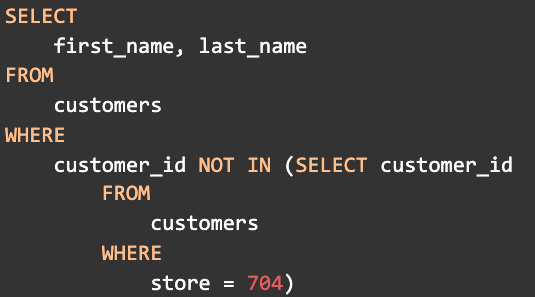 SELECT
first_name, last_name
FROM
customers
WHERE
customer_id NOT IN (SELECT customer_id
FROM
customers
WHERE
store = 704)